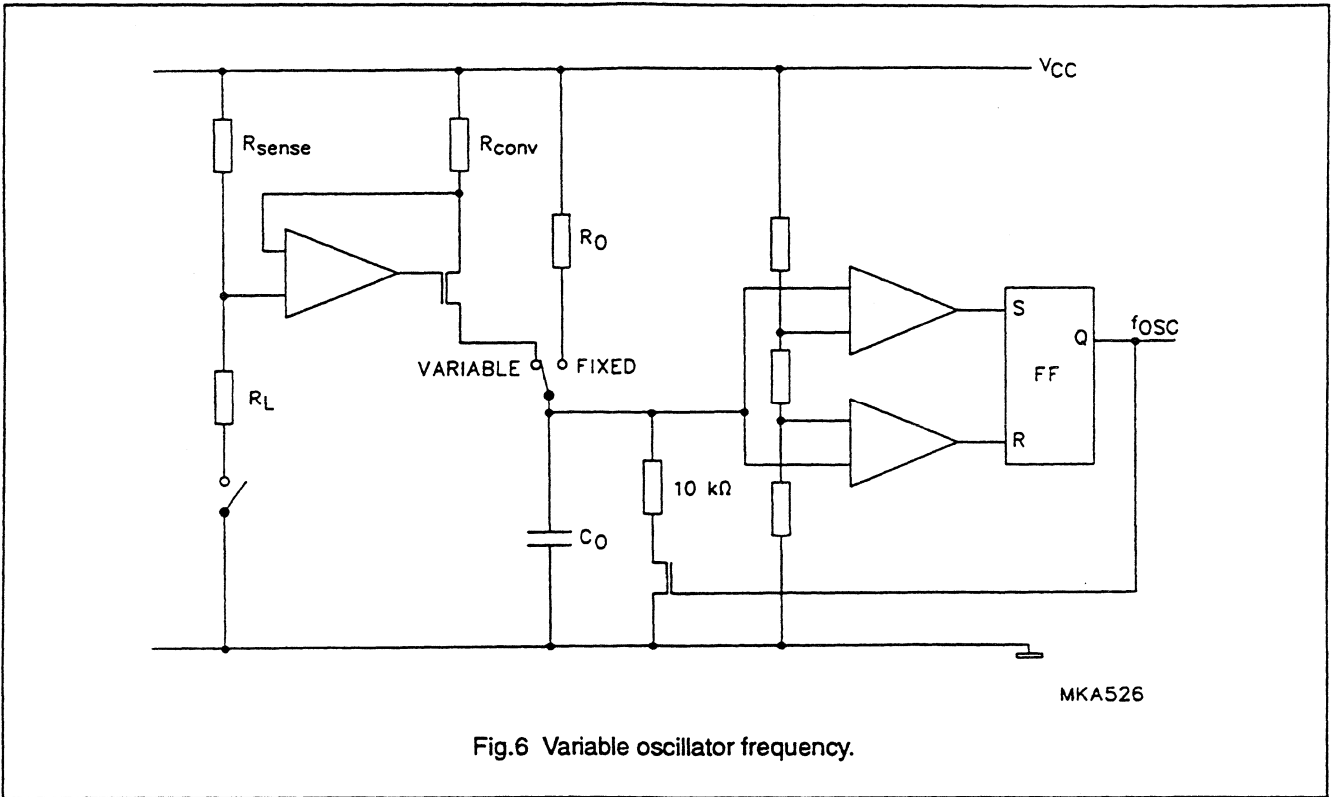 VCC
Rsense
Rconv
RO
S
fOSC
Q
VARIABLE
FIXED
FF
RL
R
10 kΩ
CO
MKA526
Fig.6 Variable oscillator frequency.